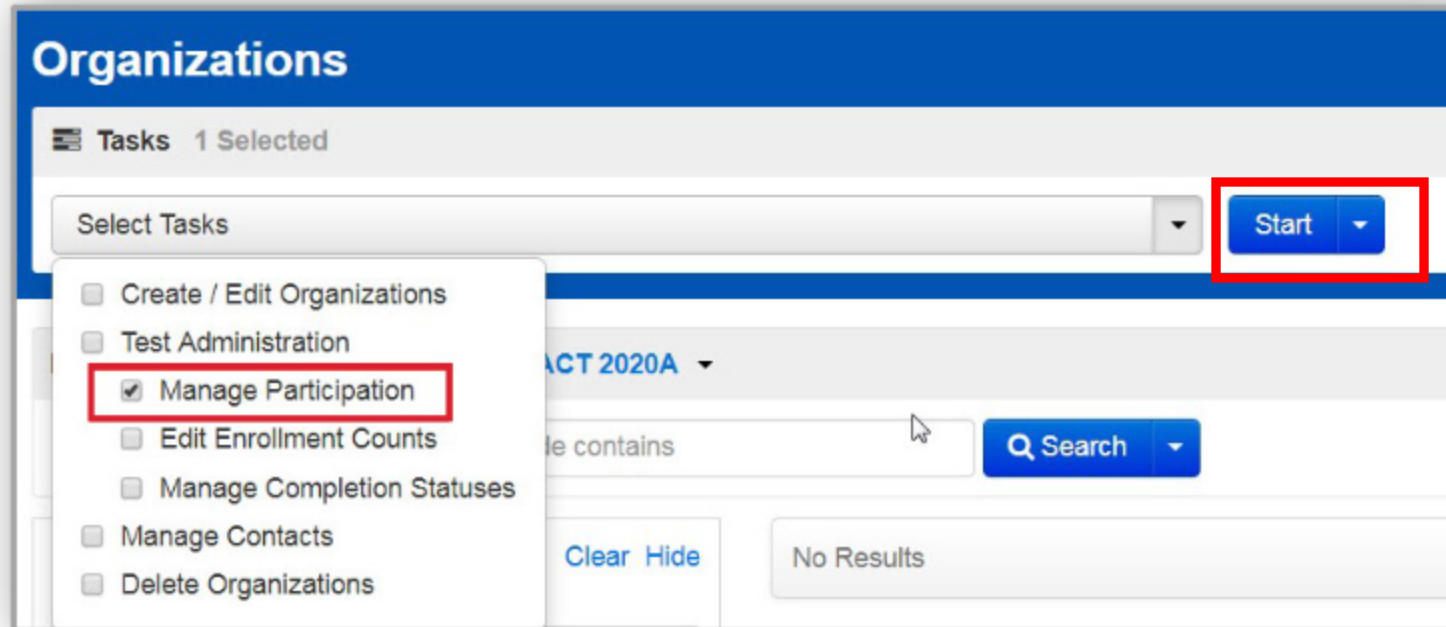 Organizations
Tasks 1 Selected
Select Tasks
Start
Create / Edit Organizations
Test Administration
ACT 2020A
Manage Participation
Edit Enrollment Counts
de contains
Search
Manage Completion Statuses
Manage Contacts
Clear Hide
No Results
Delete Organizations